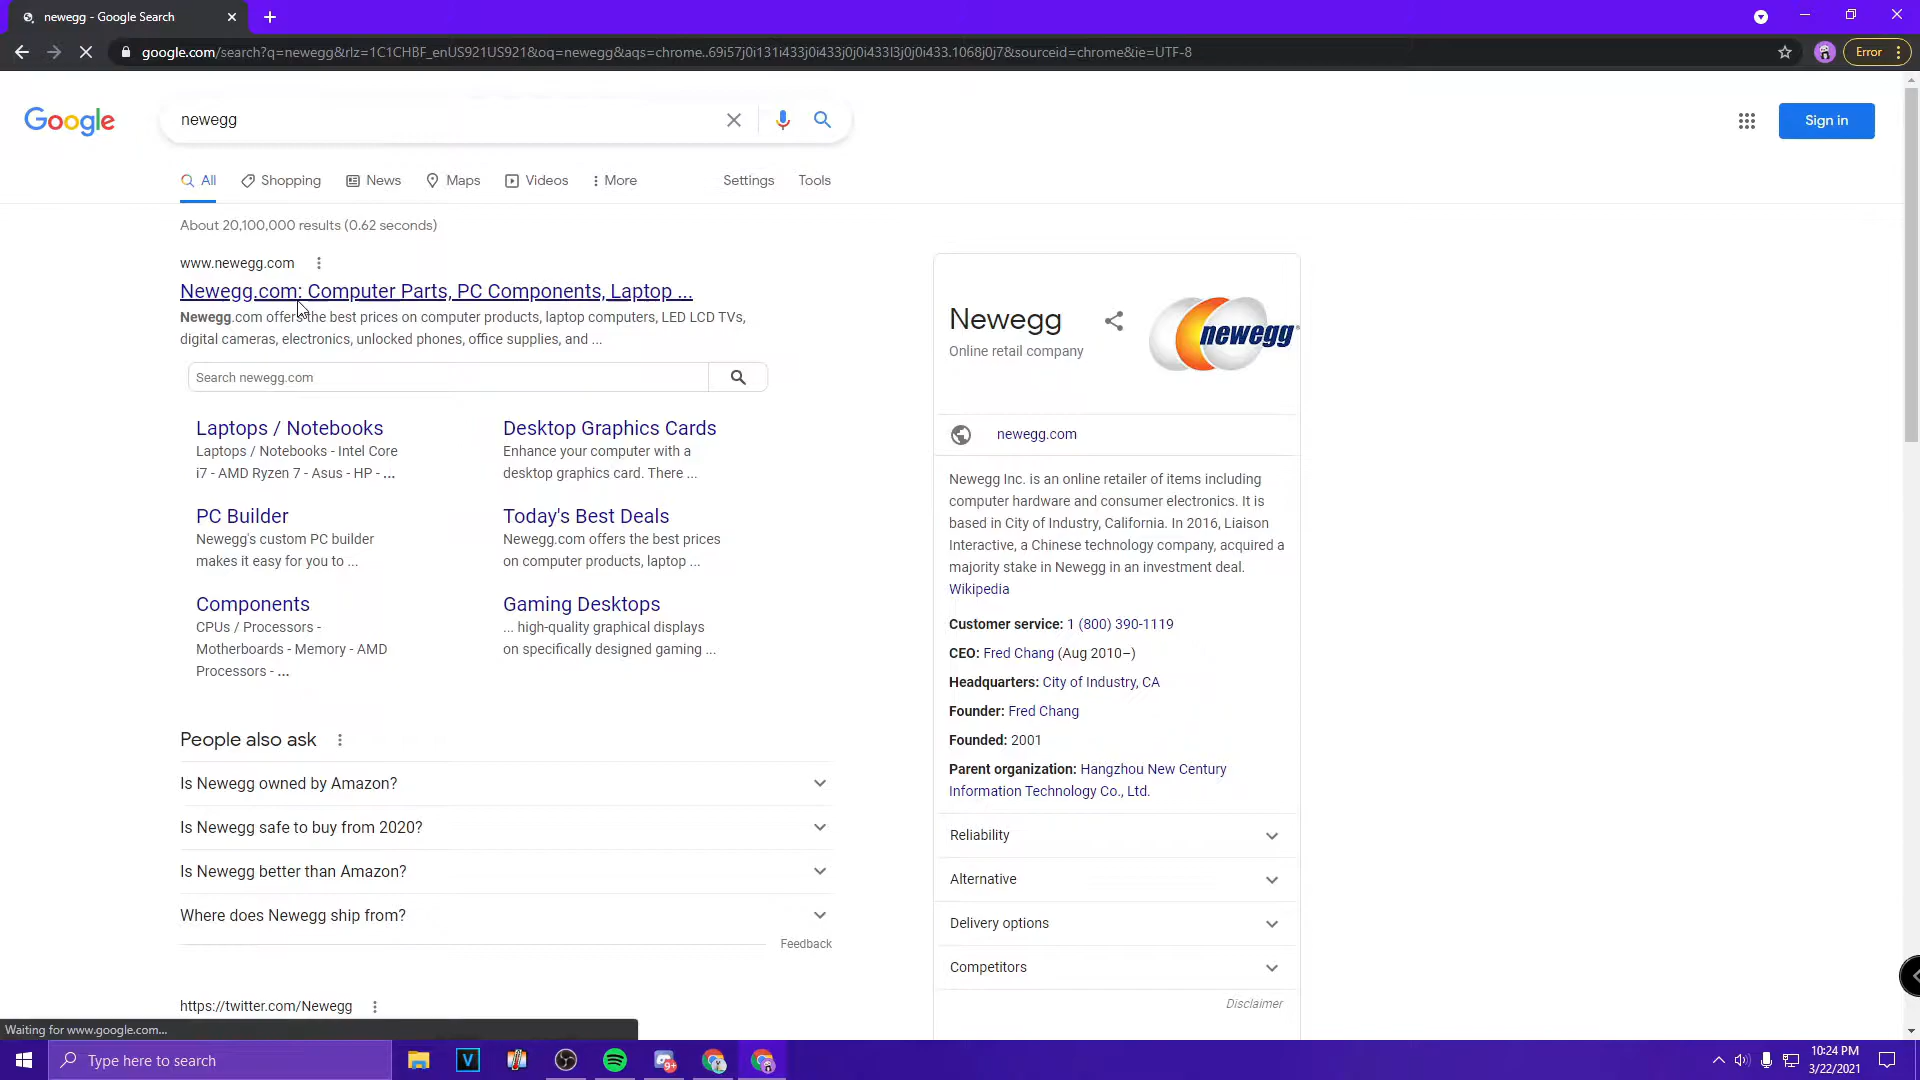 newegg - Google Search
google.com/search?q=newegg&rlz=1C1CHBF_enUS921US921&oq=newegg&aqs=chrome..69i57j0i131i433j0i433j0j0i433l3j0j0i433.1068j0j7&sourceid=chrome&ie=UTF-8
Error
Google
newegg
Sign in
All
Shopping
News
Maps
Videos
More
Settings
Tools
About 20,100,000 results (0.62 seconds)
www.newegg.com
Newegg.com: Computer Parts, PC Components, Laptop ...
Newegg.com offers the best prices on computer products, laptop computers, LED LCD TVs,
digital cameras, electronics, unlocked phones, office supplies, and ...
Search newegg.com
Laptops / Notebooks
Laptops / Notebooks - Intel Core
i7 - AMD Ryzen 7 - Asus - HP - ...
Desktop Graphics Cards
Enhance your computer with a
desktop graphics card. There ...
PC Builder
Newegg's custom PC builder
makes it easy for you to ...
Today's Best Deals
Newegg.com offers the best prices
on computer products, laptop ...
Components
CPUs / Processors -
Motherboards - Memory - AMD
Processors - ...
Gaming Desktops
... high-quality graphical displays
on specifically designed gaming ...
People also ask
Is Newegg owned by Amazon?
Is Newegg safe to buy from 2020?
Is Newegg better than Amazon?
Where does Newegg ship from?
Feedback
https://twitter.com/Newegg
Newegg
Online retail company
newegg
newegg.com
Newegg Inc. is an online retailer of items including
computer hardware and consumer electronics. It is
based in City of Industry, California. In 2016, Liaison
Interactive, a Chinese technology company, acquired a
majority stake in Newegg in an investment deal.
Wikipedia
Customer service: 1 (800) 390-1119
CEO: Fred Chang (Aug 2010–)
Headquarters: City of Industry, CA
Founder: Fred Chang
Founded: 2001
Parent organization: Hangzhou New Century
Information Technology Co., Ltd.
Reliability
Alternative
Delivery options
Competitors
Disclaimer
Waiting for www.google.com...
Type here to search
V
9+
10:24 PM
3/22/2021